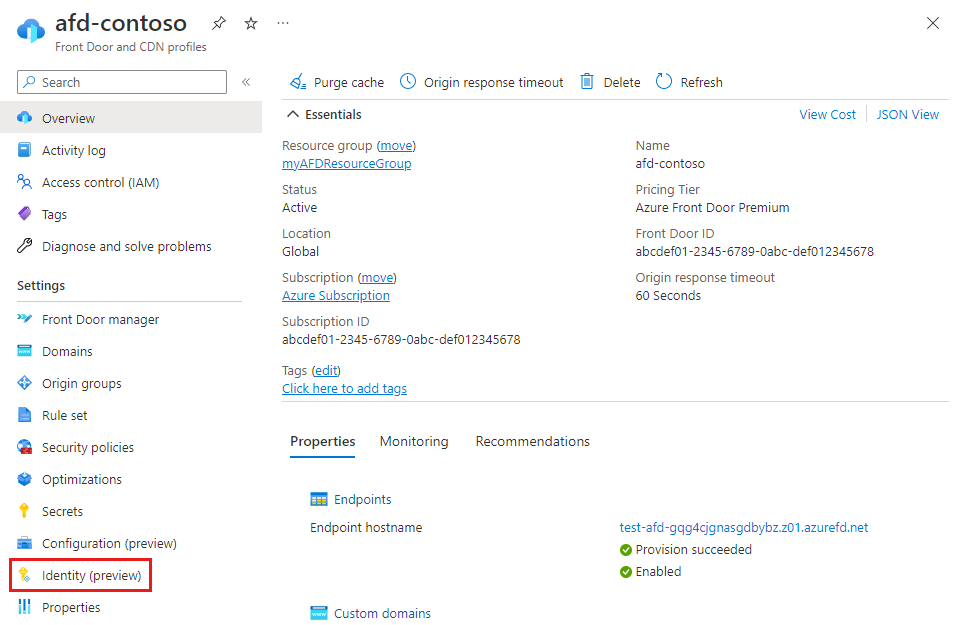 afd-contoso
Front Door and CDN profiles
Search
Overview
Activity log
Access control (IAM)
Tags
Diagnose and solve problems
Settings
Front Door manager
Domains
Origin groups
Rule set
Security policies
Optimizations
Secrets
Configuration (preview)
Identity (preview)
Properties
Purge cache Origin response timeout Delete Refresh
Essentials
View Cost JSON View
Resource group (move)
myAFDResourceGroup
Status
Active
Location
Global
Subscription (move)
Azure Subscription
Subscription ID
abcdef01-2345-6789-0abc-def012345678
Tags (edit)
Click here to add tags
Name
afd-contoso
Pricing Tier
Azure Front Door Premium
Front Door ID
abcdef01-2345-6789-0abc-def012345678
Origin response timeout
60 Seconds
Properties Monitoring Recommendations
Endpoints
Endpoint hostname
test-afd-gqg4cjgnasgdbybz.z01.azurefd.net
Provision succeeded
Enabled
Custom domains